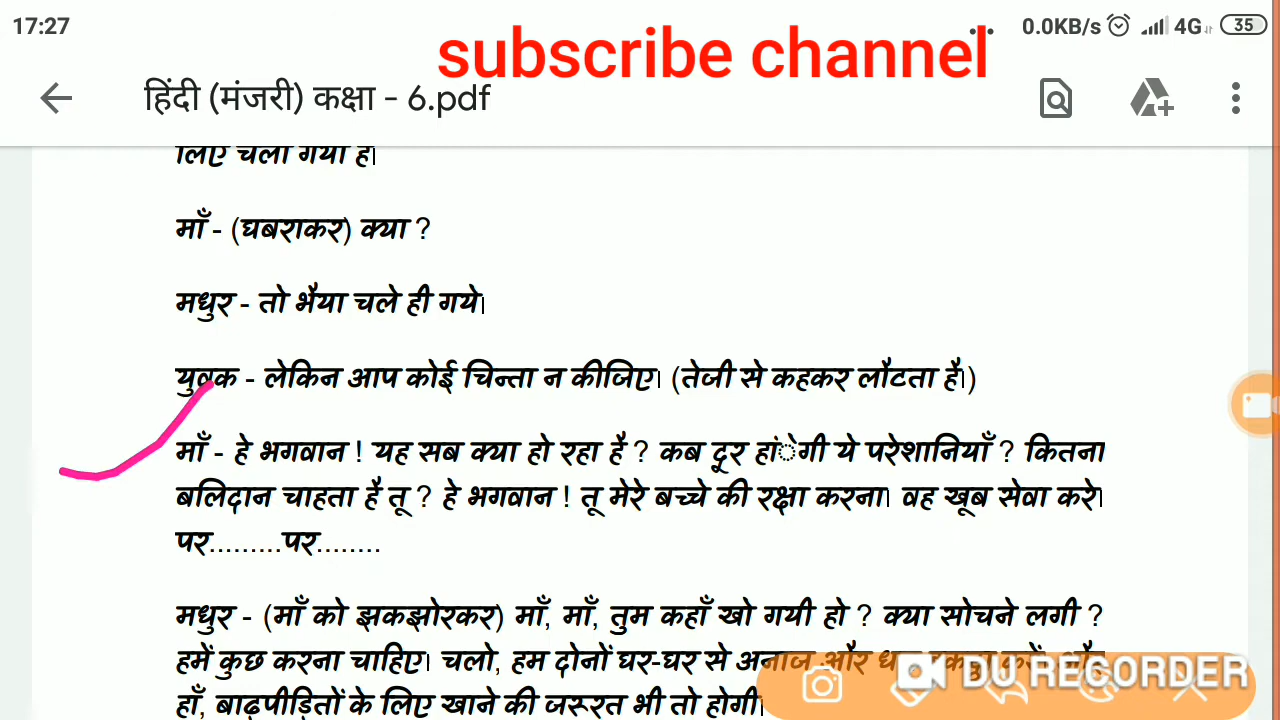 17:27
0.0KB/s 4G 35
subscribe channel
हिंदी (मंजरी) कक्षा - 6.pdf
लिए चला गया है।
माँ - (घबराकर) क्या ?
मधुर - तो भैया चले ही गये।
युवक - लेकिन आप कोई चिन्ता न कीजिए। (तेजी से कहकर लौटता है।)
माँ - हे भगवान ! यह सब क्या हो रहा है ? कब दूर हांेगी ये परेशानियाँ ? कितना
बलिदान चाहता है तू ? हे भगवान ! तू मेरे बच्चे की रक्षा करना। वह खूब सेवा करे।
पर.........पर........
मधुर - (माँ को झकझोरकर) माँ, माँ, तुम कहाँ खो गयी हो ? क्या सोचने लगी ?
हमें कुछ करना चाहिए। चलो, हम दोनों घर-घर से अनाज और
हाँ, बाढ़पीड़ितों के लिए खाने की जरूरत भी तो होगी।
DU RECORDER